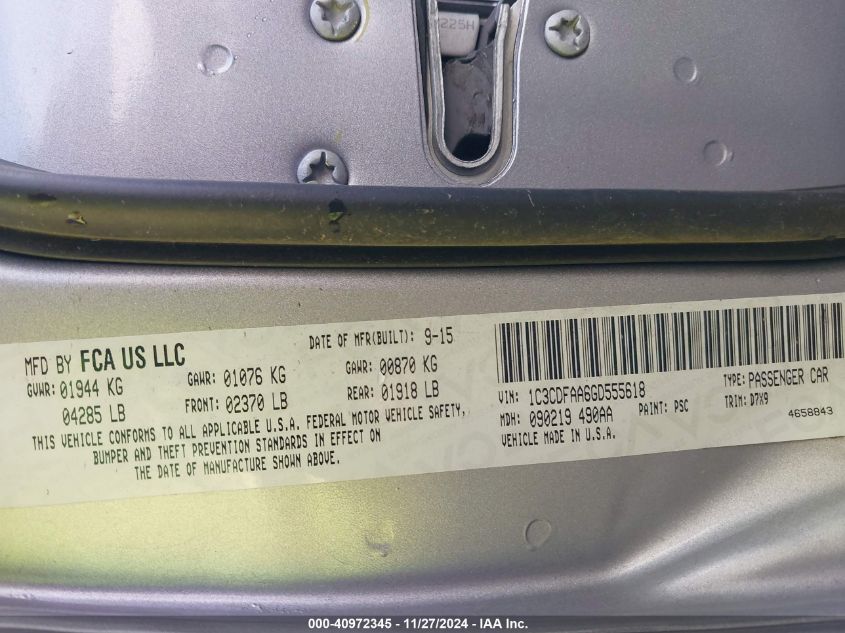 225H
MFD BY FCA US LLC
DATE OF MFR(BUILT): 9-15
GVWR: 01944 KG
GAWR: 01076 KG
GAWR: 00870 KG
04285 LB
FRONT: 02370 LB
REAR: 01918 LB
THIS VEHICLE CONFORMS TO ALL APPLICABLE U.S.A. FEDERAL MOTOR VEHICLE SAFETY,
BUMPER AND THEFT PREVENTION STANDARDS IN EFFECT ON
THE DATE OF MANUFACTURE SHOWN ABOVE.
VIN: 1C3CDFAA6GD555618
TYPE: PASSENGER CAR
MDH: 090219 490AA
PAINT: PSC
TRIM: D7X9
VEHICLE MADE IN U.S.A.
4658843
000-40972345 - 11/27/2024 - IAA Inc.